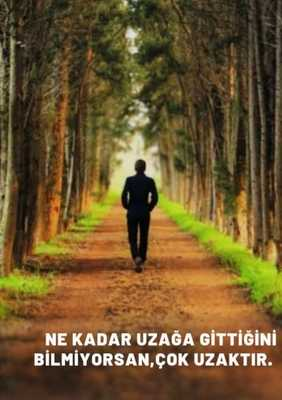 NE KADAR UZAĞA GİTTİĞİNİ
BİLMİYORSAN,ÇOK UZAKTIR.